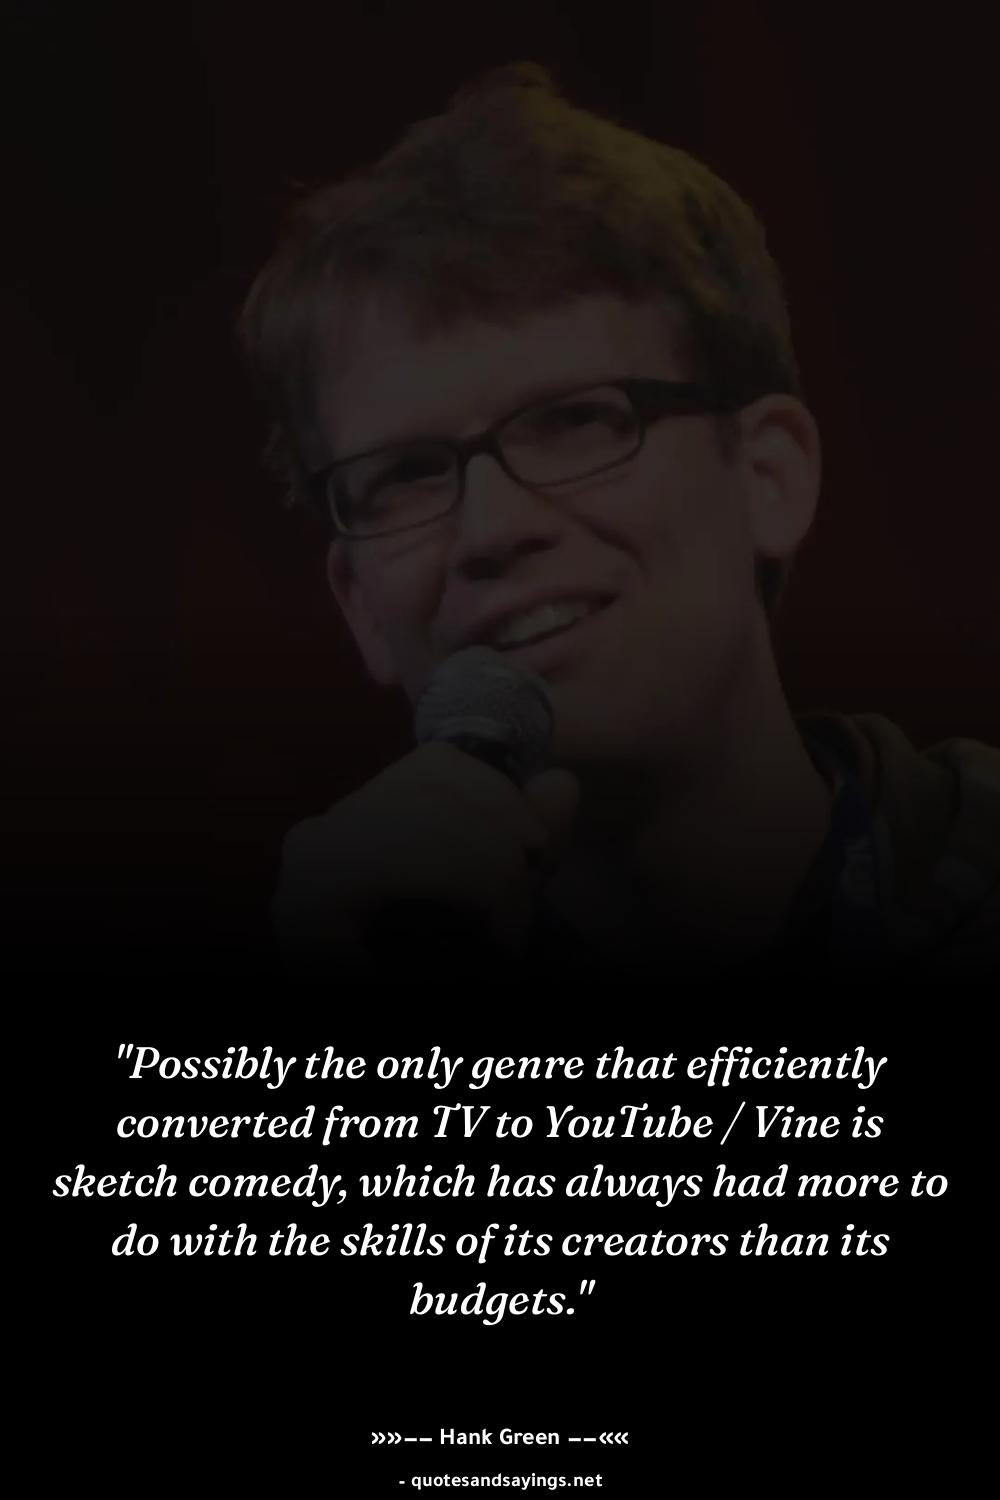 "Possibly the only genre that efficiently
converted from TV to YouTube / Vine is
sketch comedy, which has always had more to
do with the skills of its creators than its
budgets."
»»–– Hank Green ––««
- quotesandsayings.net